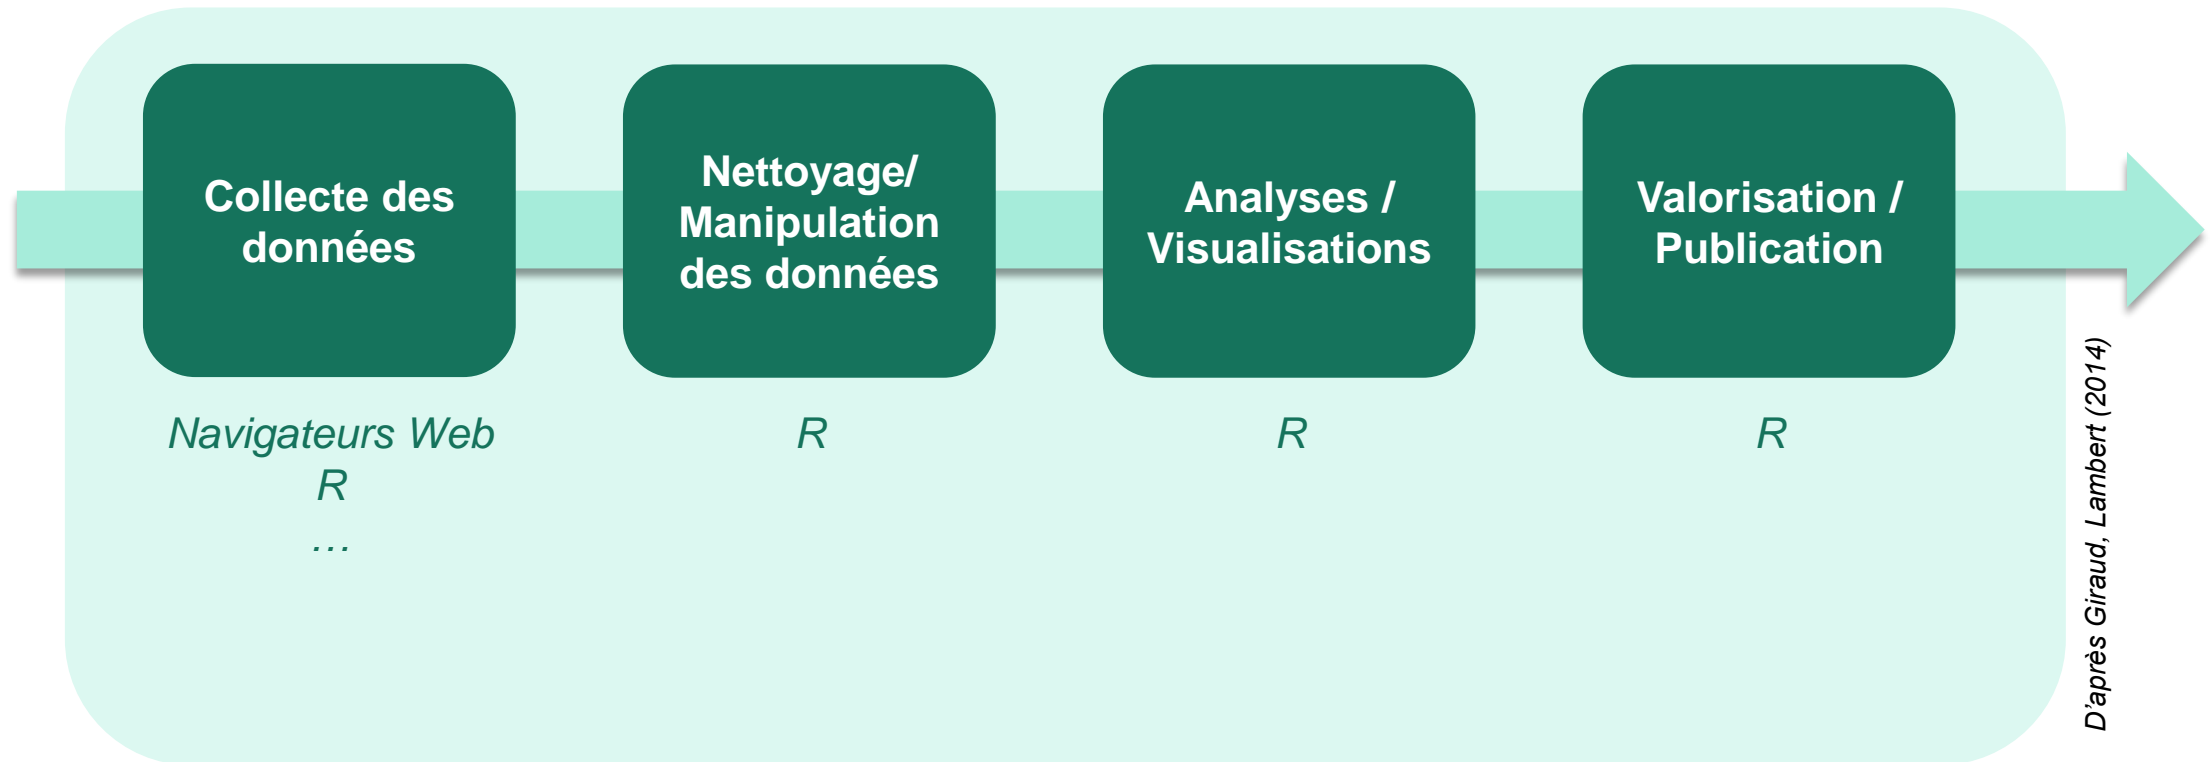 Collecte des
données
Nettoyage/
Manipulation
des données
Analyses /
Visualisations
Valorisation /
Publication
Navigateurs Web
R
…
R
R
R
D'après Giraud, Lambert (2014)